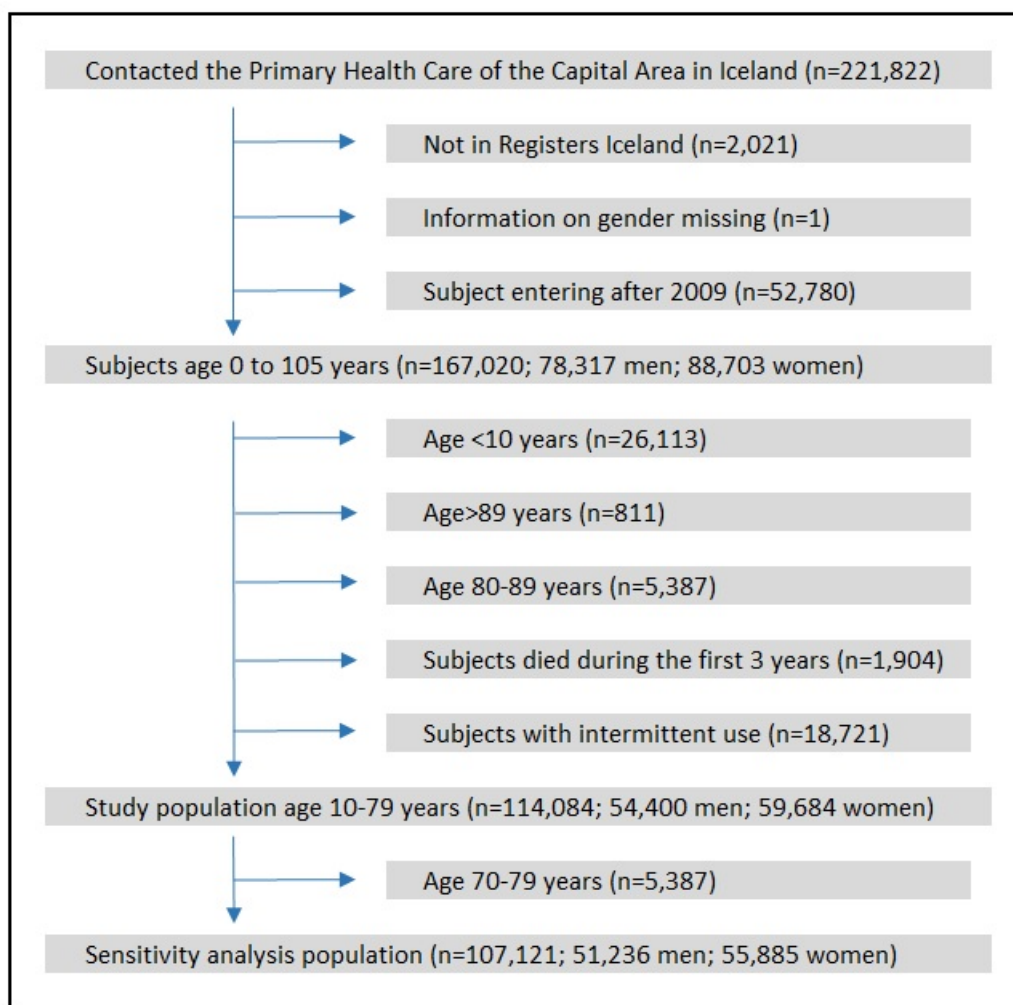 Contacted the Primary Health Care of the Capital Area in Iceland (n=221,822)
Not in Registers Iceland (n=2,021)
Information on gender missing (n=1)
Subject entering after 2009 (n=52,780)
Subjects age 0 to 105 years (n=167,020; 78,317 men; 88,703 women)
Age <10 years (n=26,113)
Age>89 years (n=811)
Age 80-89 years (n=5,387)
Subjects died during the first 3 years (n=1,904)
Subjects with intermittent use (n=18,721)
Study population age 10-79 years (n=114,084; 54,400 men; 59,684 women)
Age 70-79 years (n=5,387)
Sensitivity analysis population (n=107,121; 51,236 men; 55,885 women)